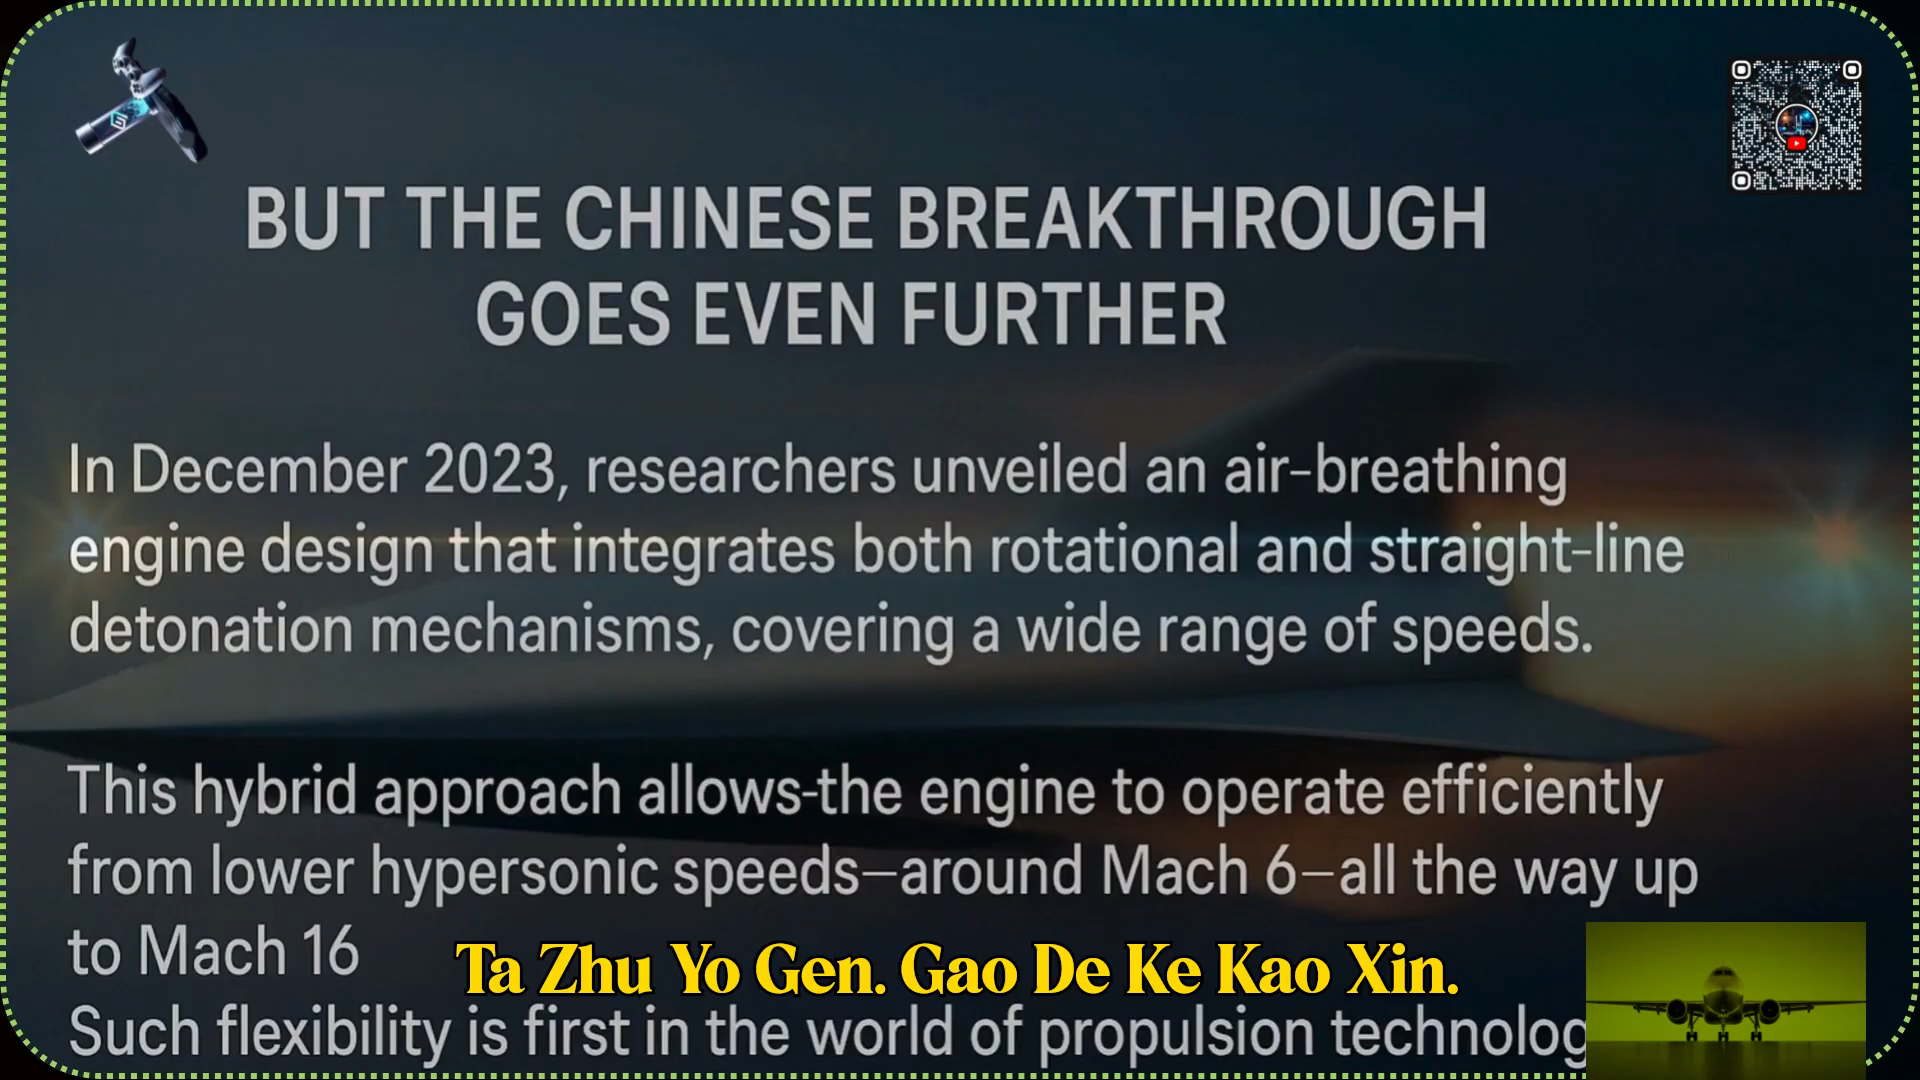 BUT THE CHINESE BREAKTHROUGH
GOES EVEN FURTHER
In December 2023, researchers unveiled an air-breathing
engine design that integrates both rotational and straight-line
detonation mechanisms, covering a wide range of speeds.
This hybrid approach allows-the engine to operate efficiently
from lower hypersonic speeds—around Mach 6—all the way up
to Mach 16
Ta Zhu Yo Gen. Gao De Ke Kao Xin.
Such flexibility is first in the world of propulsion technolog